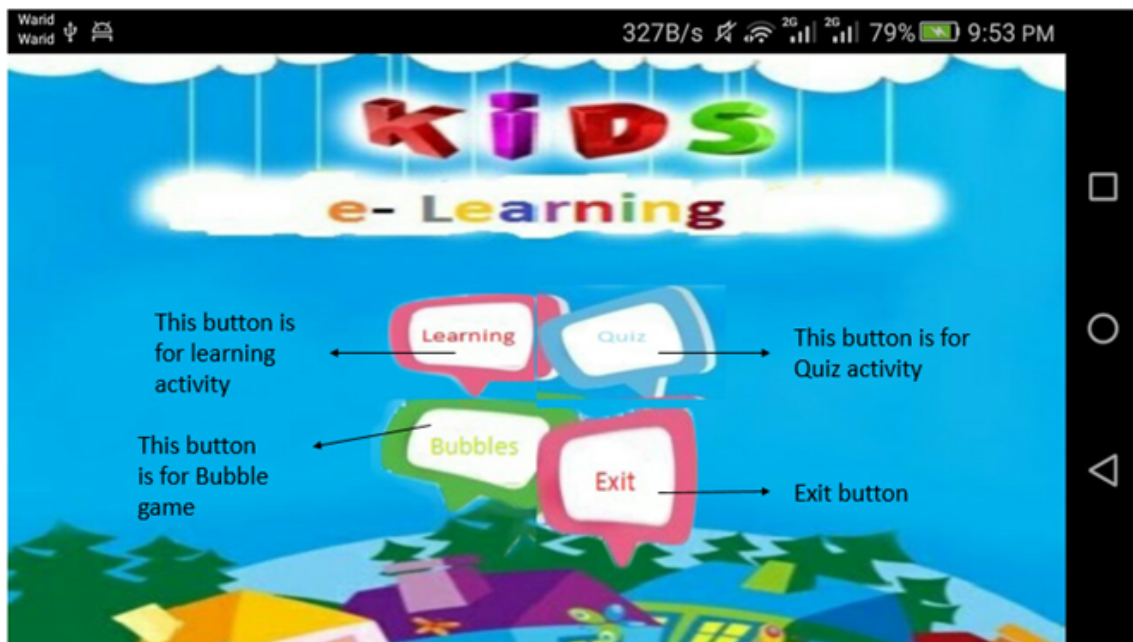 Warid
Warid
327B/s 2G 2G 79% 9:53 PM
KiDS
e- Learning
This button is
for learning
activity
Learning
Quiz
This button is for
Quiz activity
This button
is for Bubble
game
Bubbles
Exit
Exit button